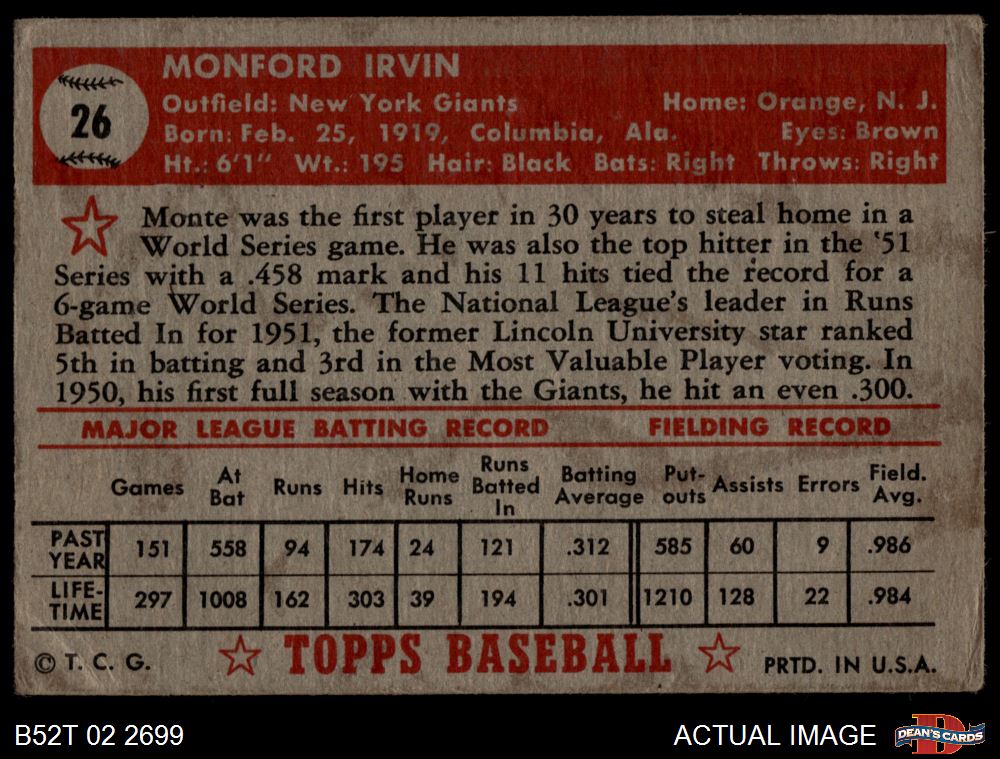 26
MONFORD IRVIN
Outfield: New York Giants Home: Orange, N. J.
Born: Feb. 25, 1919, Columbia, Ala. Eyes: Brown
Ht.: 6'1" Wt.: 195 Hair: Black Bats: Right Throws: Right
Monte was the first player in 30 years to steal home in a
World Series game. He was also the top hitter in the '51
Series with a .458 mark and his 11 hits tied the record for a
6-game World Series. The National League's leader in Runs
Batted In for 1951, the former Lincoln University star ranked
5th in batting and 3rd in the Most Valuable Player voting. In
1950, his first full season with the Giants, he hit an even .300.
MAJOR LEAGUE BATTING RECORD FIELDING RECORD
Games At Bat Runs Hits Home Runs Runs Batted In Batting Average Put-outs Assists Errors Field. Avg.
PAST YEAR 151 558 94 174 24 121 .312 585 60 9 .986
LIFE-TIME 297 1008 162 303 39 194 .301 1210 128 22 .984
© T. C. G. TOPPS BASEBALL PRTD. IN U.S.A.
B52T 02 2699 ACTUAL IMAGE D DEAN'S CARDS